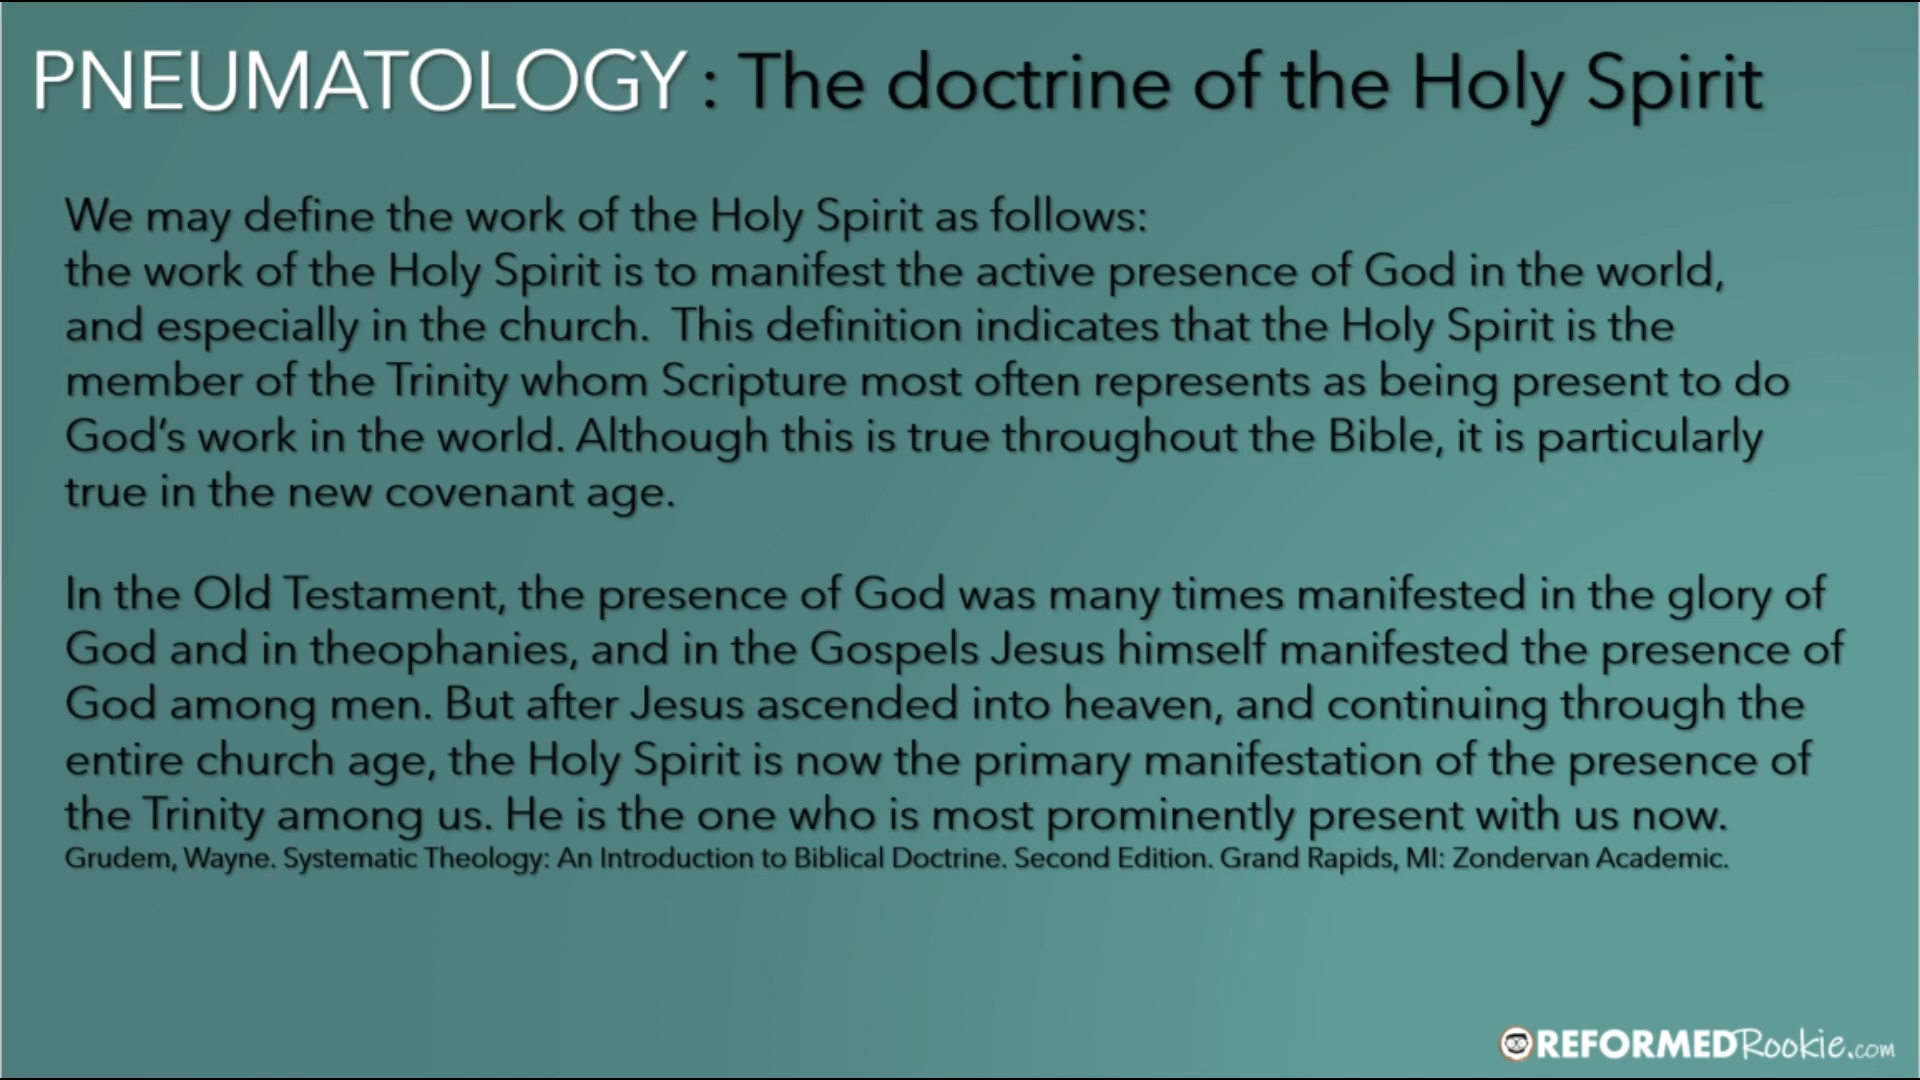 PNEUMATOLOGY : The doctrine of the Holy Spirit
We may define the work of the Holy Spirit as follows:
the work of the Holy Spirit is to manifest the active presence of God in the world,
and especially in the church.  This definition indicates that the Holy Spirit is the
member of the Trinity whom Scripture most often represents as being present to do
God’s work in the world. Although this is true throughout the Bible, it is particularly
true in the new covenant age.
In the Old Testament, the presence of God was many times manifested in the glory of
God and in theophanies, and in the Gospels Jesus himself manifested the presence of
God among men. But after Jesus ascended into heaven, and continuing through the
entire church age, the Holy Spirit is now the primary manifestation of the presence of
the Trinity among us. He is the one who is most prominently present with us now.
Grudem, Wayne. Systematic Theology: An Introduction to Biblical Doctrine. Second Edition. Grand Rapids, MI: Zondervan Academic.
REFORMEDRookie.com